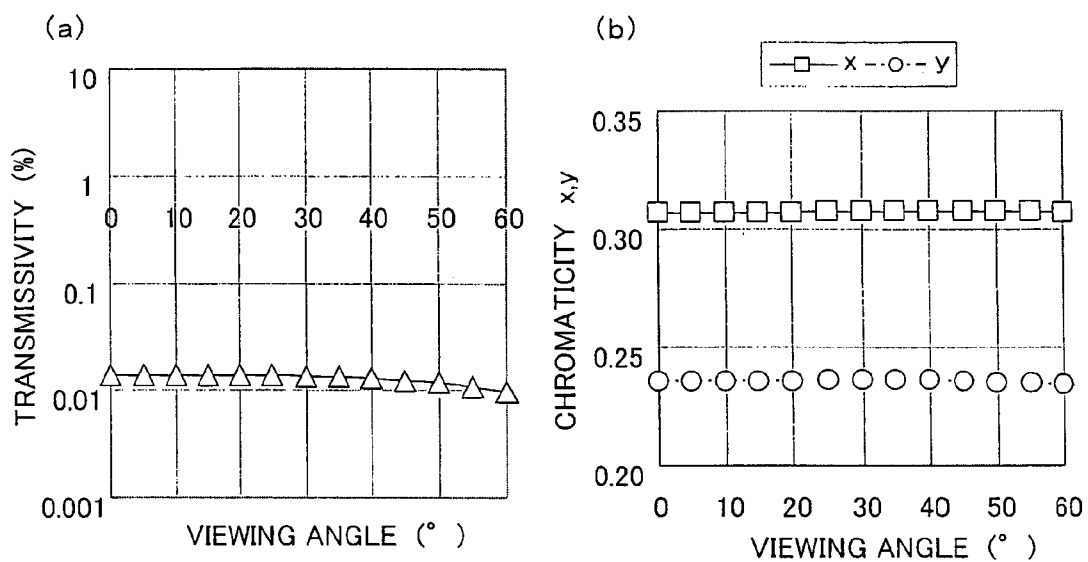 (a)
10
1
0 10 20 30 40 50 60
0.1
0.01
0.001
TRANSMISSIVITY (%)
VIEWING ANGLE (°)
(b)
x y
0.35
0.30
0.25
0.20
0 10 20 30 40 50 60
CHROMATICITY x,y
VIEWING ANGLE (°)